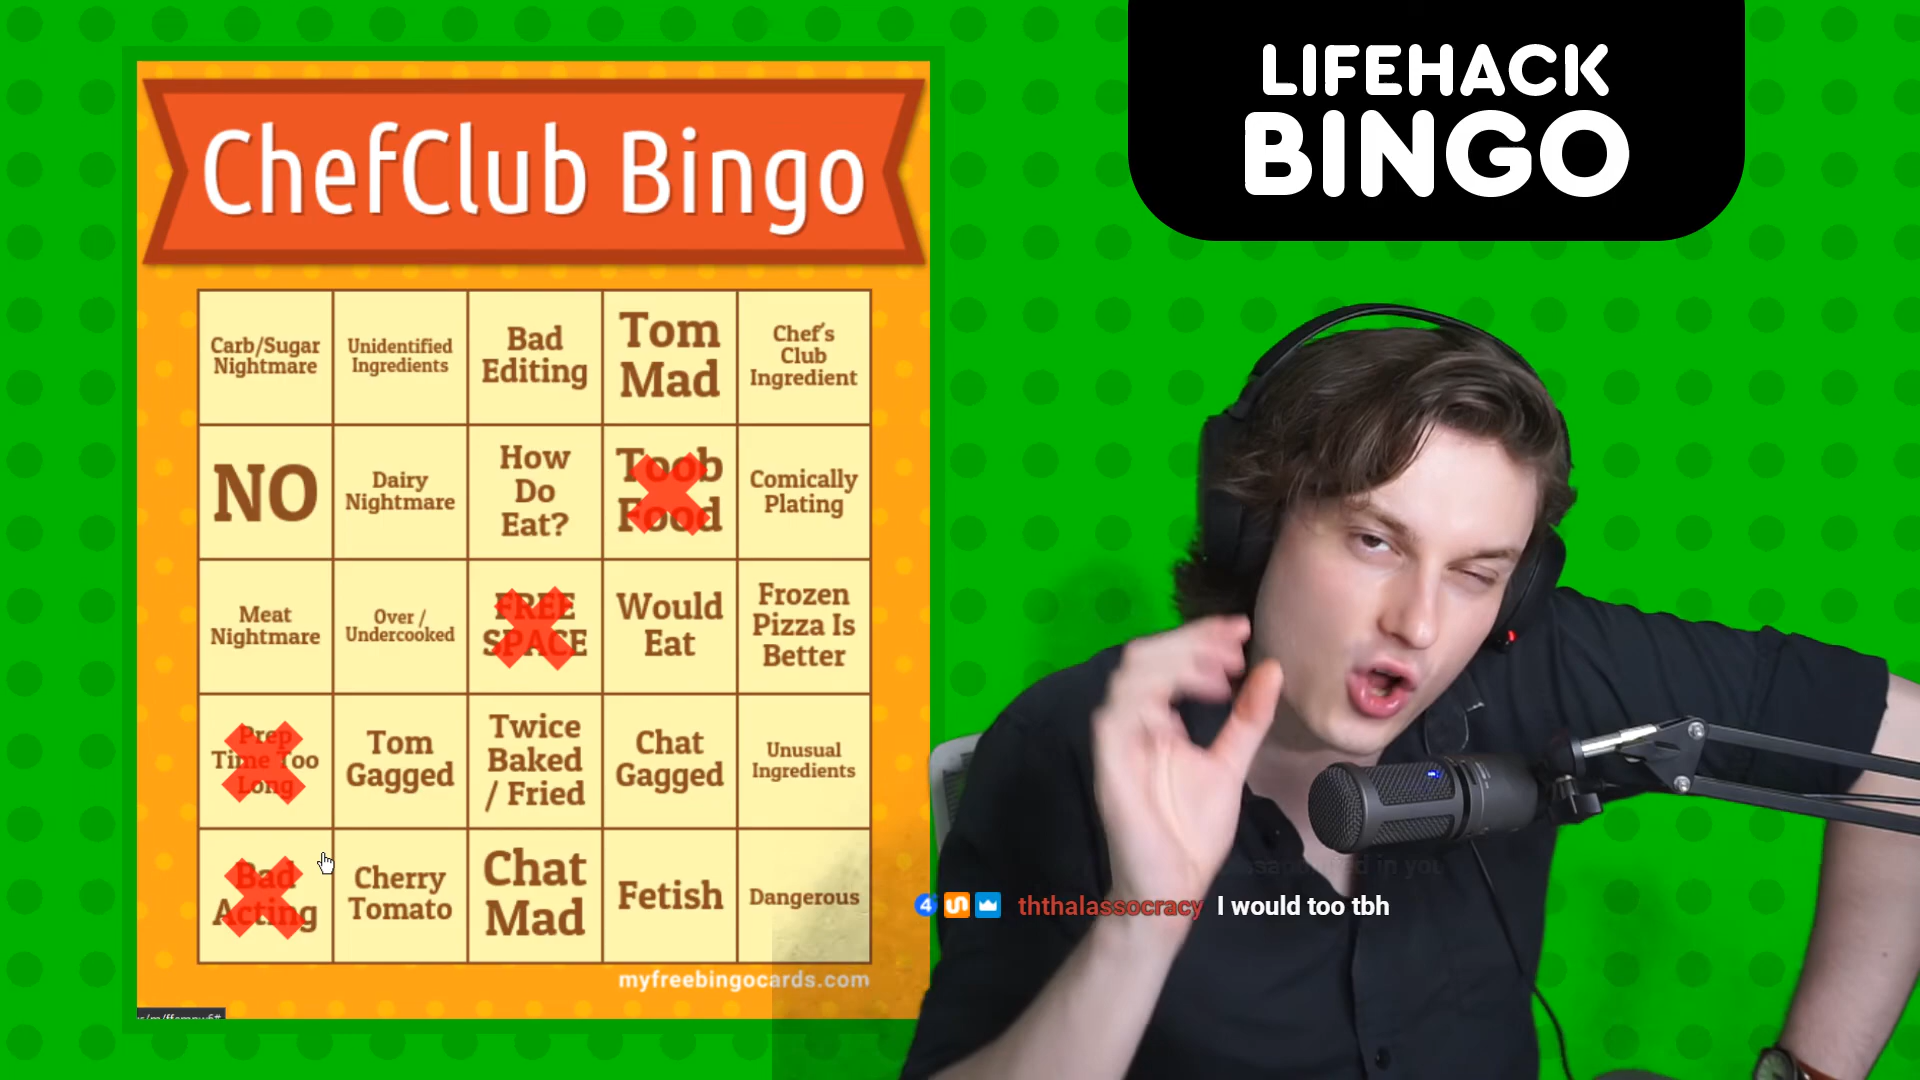 LIFEHACK
BINGO
ChefClub Bingo
Carb/Sugar
Nightmare
Unidentified
Ingredients
Bad
Editing
Tom
Mad
Chef's
Club
Ingredient
NO
Dairy
Nightmare
How
Do
Eat?
Toob
Food
Comically
Plating
Meat
Nightmare
Over /
Undercooked
FREE
SPACE
Would
Eat
Frozen
Pizza Is
Better
Prep
Time Too
Long
Tom
Gagged
Twice
Baked
/ Fried
Chat
Gagged
Unusual
Ingredients
Bad
Acting
Cherry
Tomato
Chat
Mad
Fetish
Dangerous
myfreebingocards.com
in you
4 ththalassocracy I would too tbh